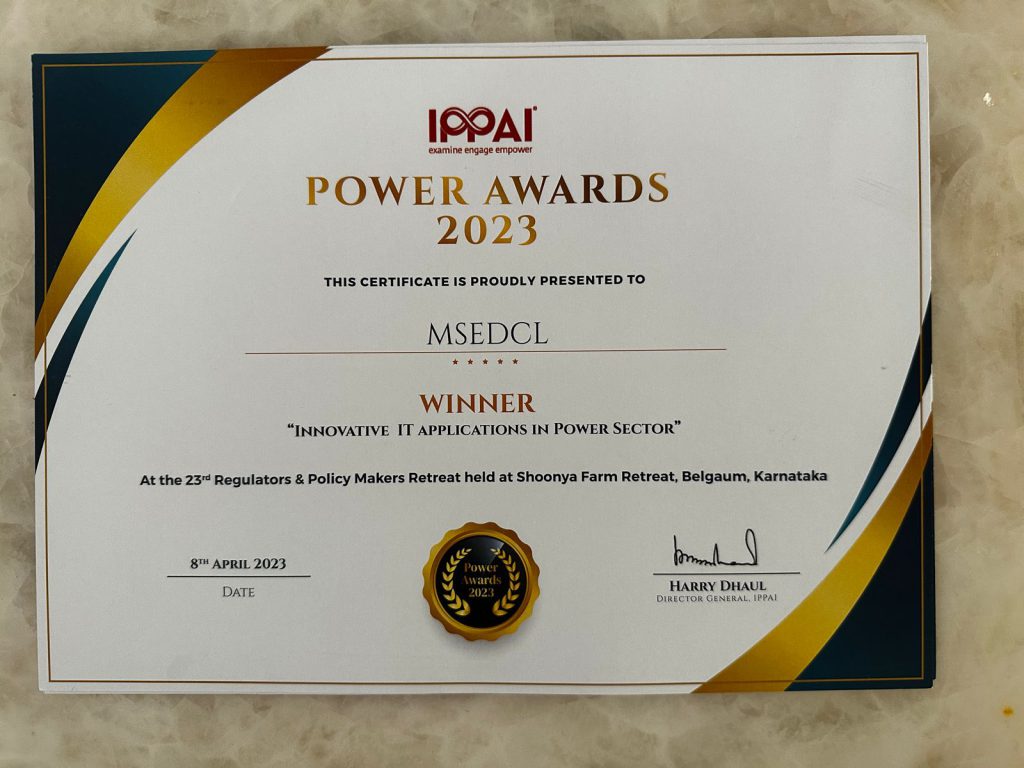 IPPAI
examine engage empower
POWER AWARDS
2023
THIS CERTIFICATE IS PROUDLY PRESENTED TO
MSEDCL
WINNER
“INNOVATIVE IT APPLICATIONS IN POWER SECTOR”
At the 23rd Regulators & Policy Makers Retreat held at Shoonya Farm Retreat, Belgaum, Karnataka
8TH APRIL 2023
DATE
Power
Awards
2023
HARRY DHAUL
DIRECTOR GENERAL, IPPAI